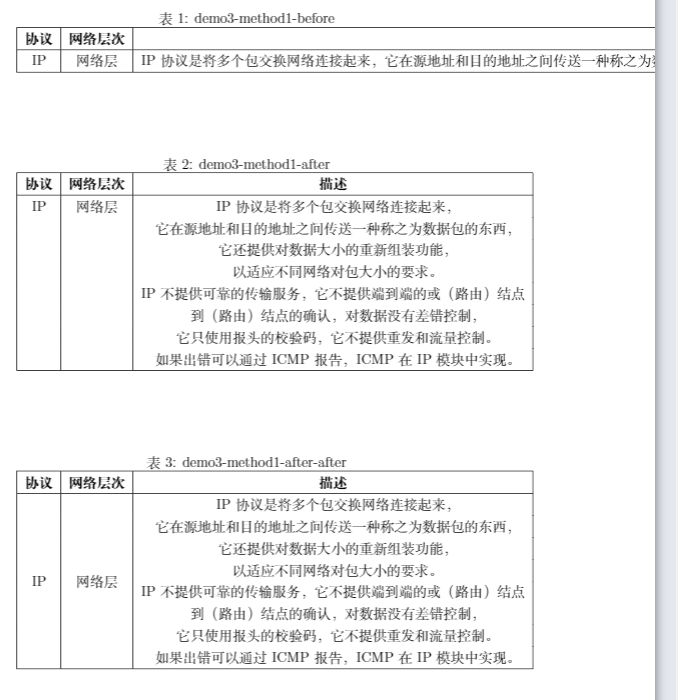 表 1: demo3-method1-before
协议 网络层次
IP 网络层 IP 协议是将多个包交换网络连接起来，它在源地址和目的地址之间传送一种称之为
表 2: demo3-method1-after
协议 网络层次 描述
IP 网络层 IP 协议是将多个包交换网络连接起来，
它在源地址和目的地址之间传送一种称之为数据包的东西，
它还提供对数据大小的重新组装功能，
以适应不同网络对包大小的要求。
IP 不提供可靠的传输服务，它不提供端到端的或（路由）结点
到（路由）结点的确认，对数据没有差错控制，
它只使用报头的校验码，它不提供重发和流量控制。
如果出错可以通过 ICMP 报告，ICMP 在 IP 模块中实现。
表 3: demo3-method1-after-after
协议 网络层次 描述
IP 协议是将多个包交换网络连接起来，
它在源地址和目的地址之间传送一种称之为数据包的东西，
它还提供对数据大小的重新组装功能，
以适应不同网络对包大小的要求。
IP 网络层
IP 不提供可靠的传输服务，它不提供端到端的或（路由）结点
到（路由）结点的确认，对数据没有差错控制，
它只使用报头的校验码，它不提供重发和流量控制。
如果出错可以通过 ICMP 报告，ICMP 在 IP 模块中实现。